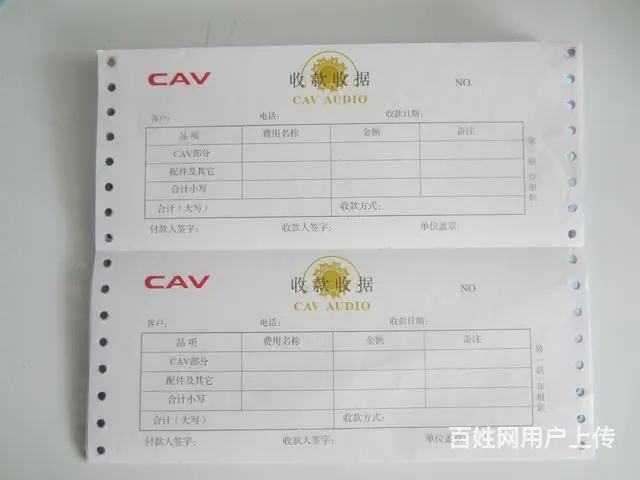 CAV
收款收据
CAV AUDIO
NO.
客户: 电话: 收款日期:
品项 费用名称 金额 备注
CAV部分
配件及其它
合计小写
合计（大写） 收款方式:
付款人签字: 收款人签字: 单位盖章:
第一联 存根联
CAV
收款收据
CAV AUDIO
NO.
客户: 电话: 收款日期:
品项 费用名称 金额 备注
CAV部分
配件及其它
合计小写
合计（大写） 收款方式:
付款人签字: 收款人签字: 单位盖
第一联 存根联
百姓网用户上传